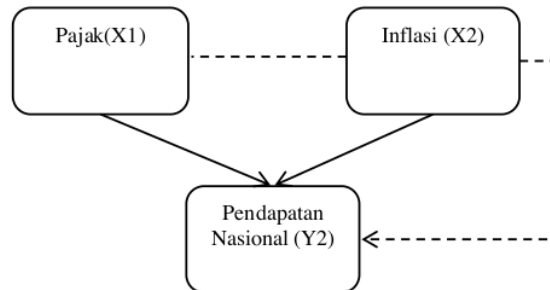 Pajak(X1)
Inflasi (X2)
Pendapatan
Nasional (Y2)